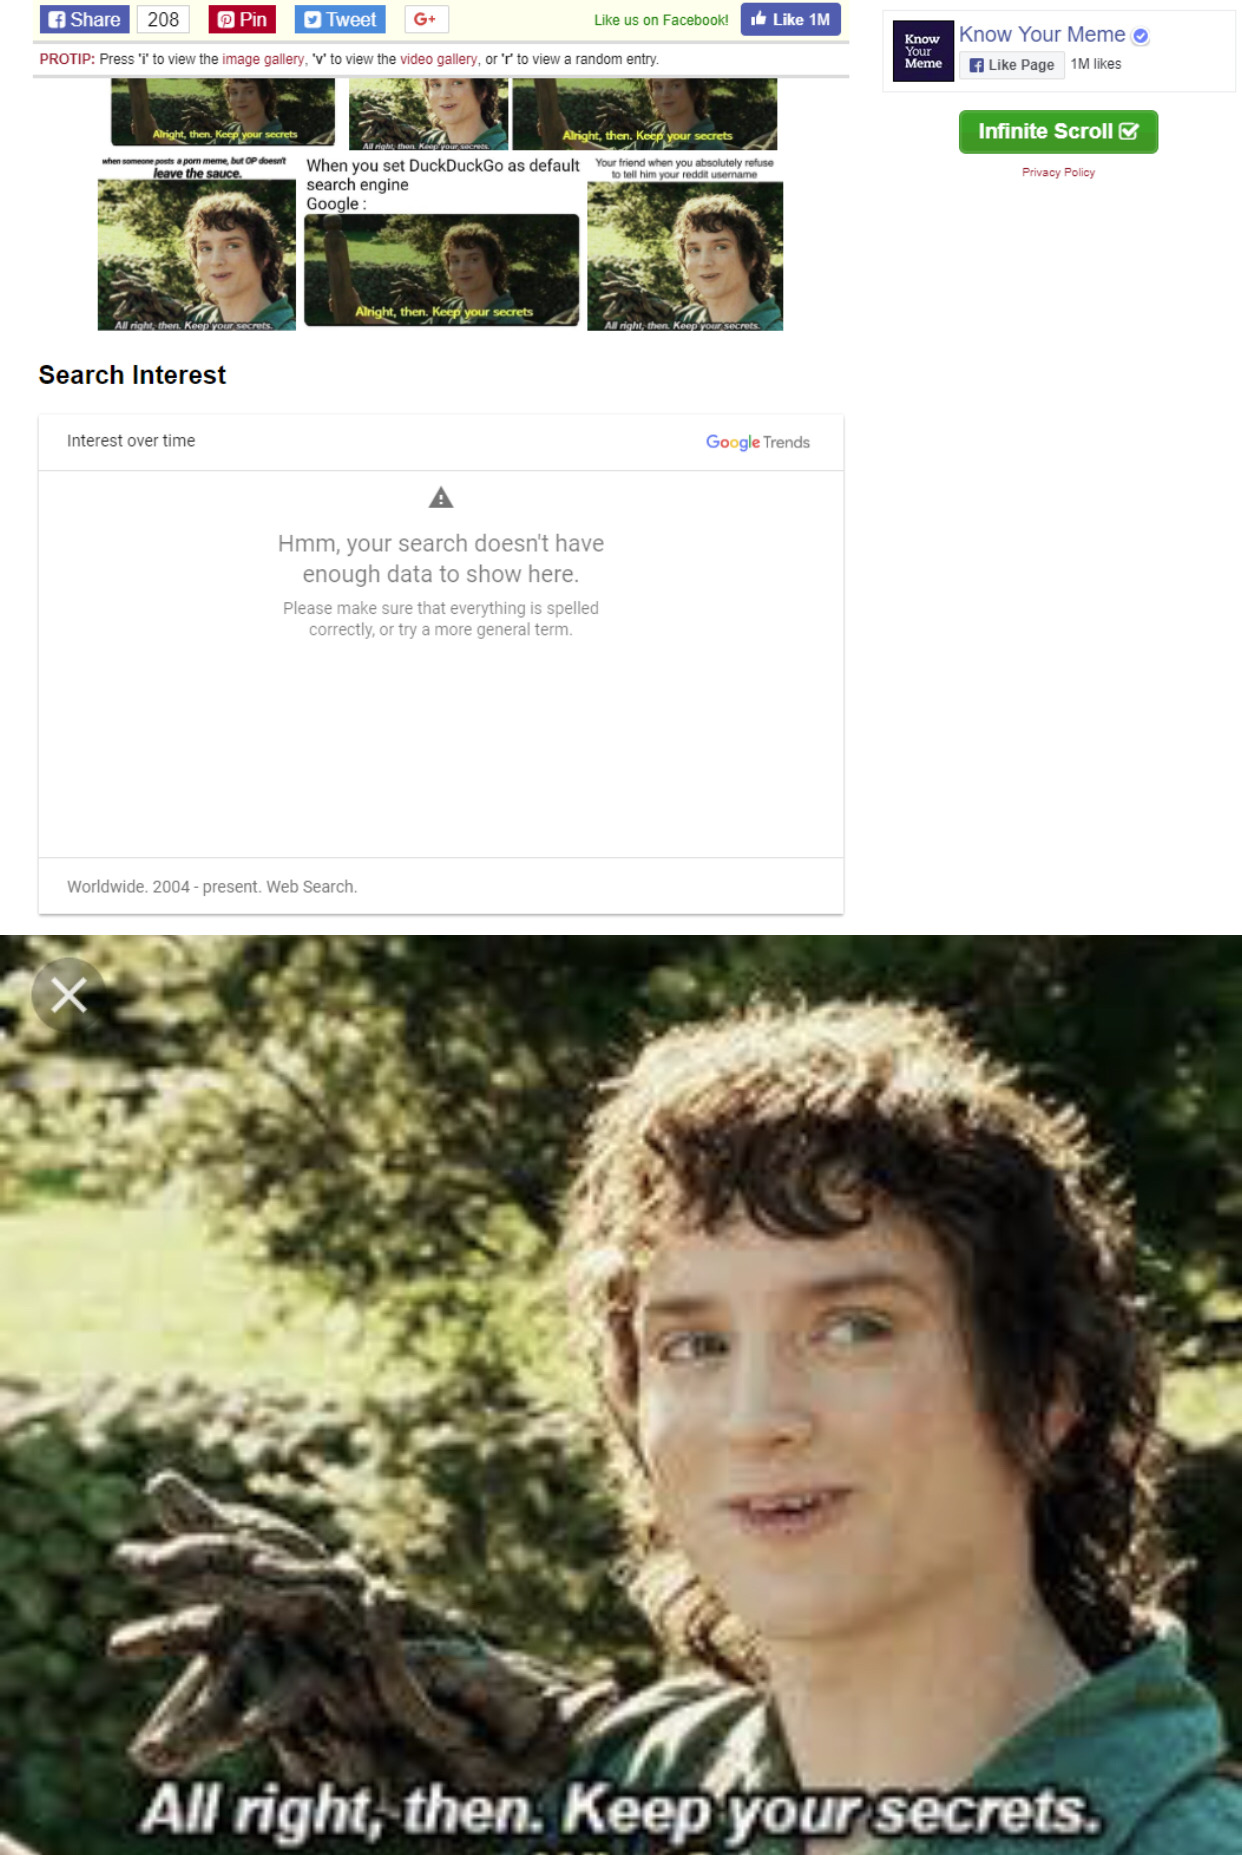 Share 208 Pin Tweet G+ Like us on Facebook! Like 1M
PROTIP: Press 'i' to view the image gallery, 'v' to view the video gallery, or 'r' to view a random entry.
Know Your Meme
Know Your Meme
Like Page 1M likes
Infinite Scroll
Privacy Policy
Alright, then. Keep your secrets
All right, then. Keep your secrets.
Alright, then. Keep your secrets
when someone posts a porn meme, but OP doesn't
leave the sauce.
All right, then. Keep your secrets.
When you set DuckDuckGo as default
search engine
Google :
Alright, then. Keep your secrets
Your friend when you absolutely refuse
to tell him your reddit username
All right, then. Keep your secrets.
Search Interest
Interest over time
Google Trends
Hmm, your search doesn't have
enough data to show here.
Please make sure that everything is spelled
correctly, or try a more general term.
Worldwide. 2004 - present. Web Search.
All right, then. Keep your secrets.